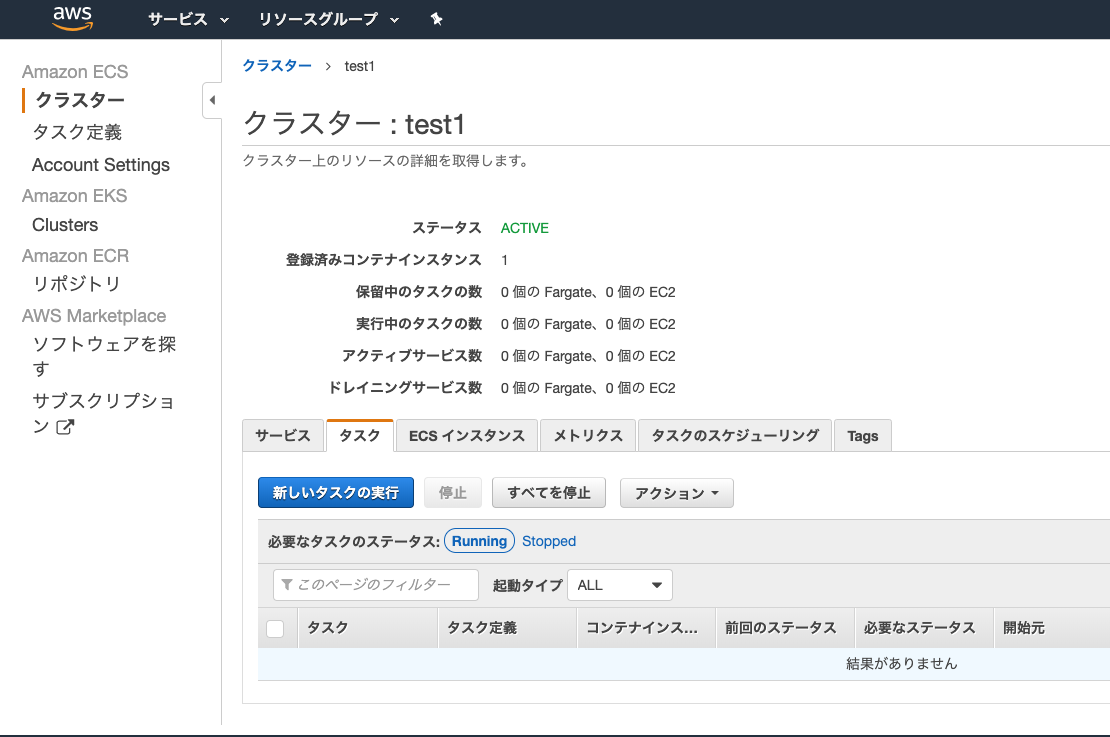 aws サービス リソースグループ
Amazon ECS
クラスター
タスク定義
Account Settings
Amazon EKS
Clusters
Amazon ECR
リポジトリ
AWS Marketplace
ソフトウェアを探
す
サブスクリプショ
ン
クラスター > test1
クラスター : test1
クラスター上のリソースの詳細を取得します。
ステータス ACTIVE
登録済みコンテナインスタンス 1
保留中のタスクの数 0 個の Fargate、0 個の EC2
実行中のタスクの数 0 個の Fargate、0 個の EC2
アクティブサービス数 0 個の Fargate、0 個の EC2
ドレイニングサービス数 0 個の Fargate、0 個の EC2
サービス タスク ECS インスタンス メトリクス タスクのスケジューリング Tags
新しいタスクの実行 停止 すべてを停止 アクション
必要なタスクのステータス: Running Stopped
このページのフィルター 起動タイプ ALL
タスク タスク定義 コンテナインス... 前回のステータス 必要なステータス 開始元
結果がありません